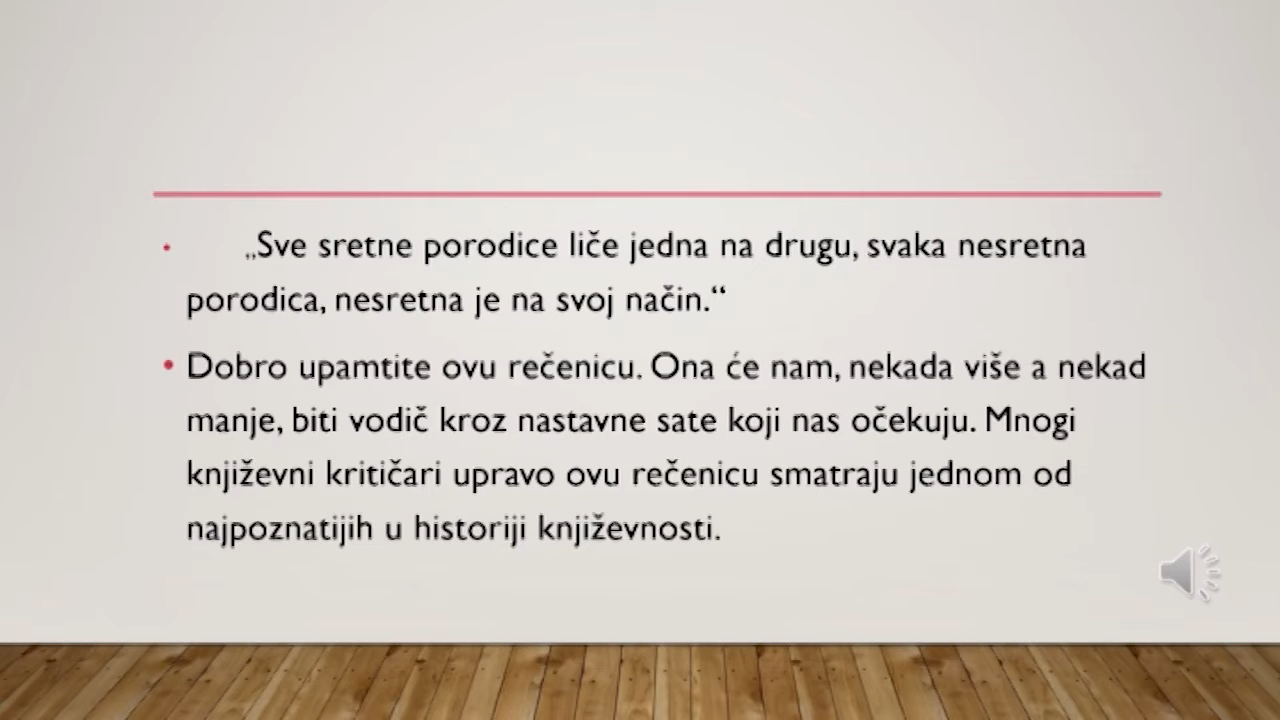 „Sve sretne porodice liče jedna na drugu, svaka nesretna
porodica, nesretna je na svoj način.“
Dobro upamtite ovu rečenicu. Ona će nam, nekada više a nekad
manje, biti vodič kroz nastavne sate koji nas očekuju. Mnogi
književni kritičari upravo ovu rečenicu smatraju jednom od
najpoznatijih u historiji književnosti.